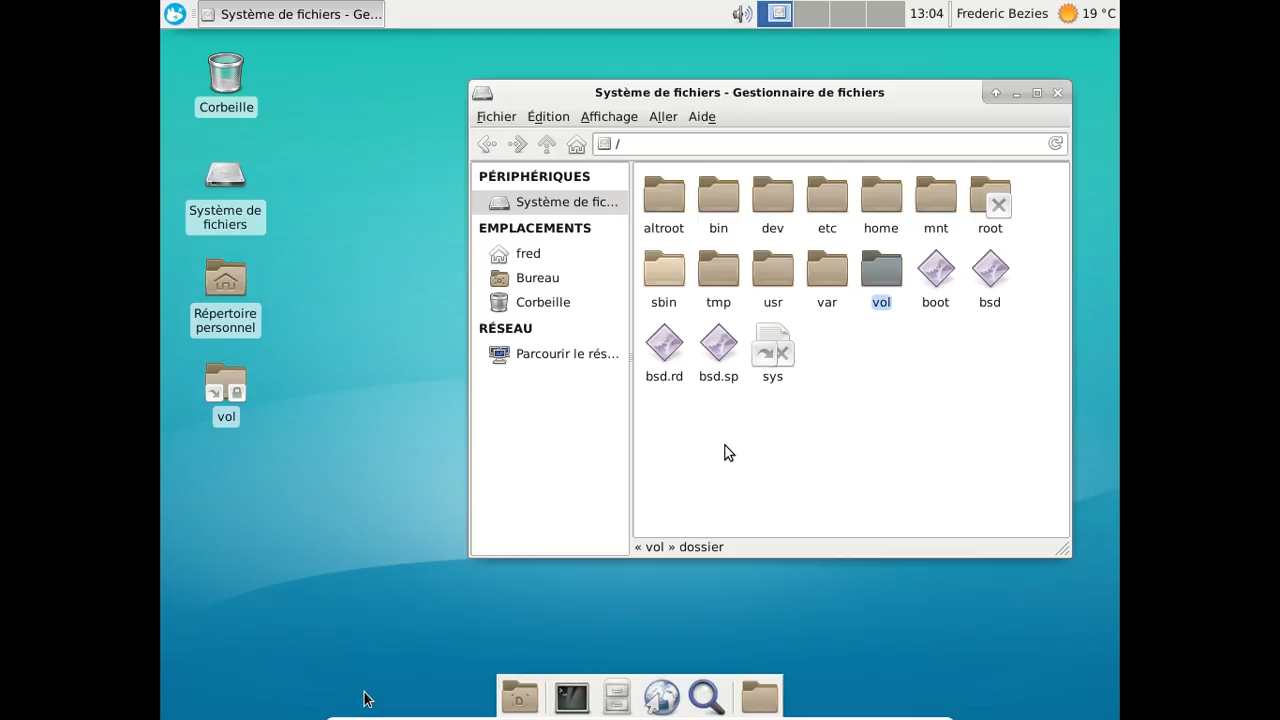 Système de fichiers - Ge...
13:04
Frederic Bezies
19 °C
Corbeille
Système de
fichiers
Répertoire
personnel
vol
Système de fichiers - Gestionnaire de fichiers
Fichier Édition Affichage Aller Aide
/
PÉRIPHÉRIQUES
Système de fic...
EMPLACEMENTS
fred
Bureau
Corbeille
RÉSEAU
Parcourir le rés...
altroot bin dev etc home mnt root
sbin tmp usr var vol boot bsd
bsd.rd bsd.sp sys
« vol » dossier